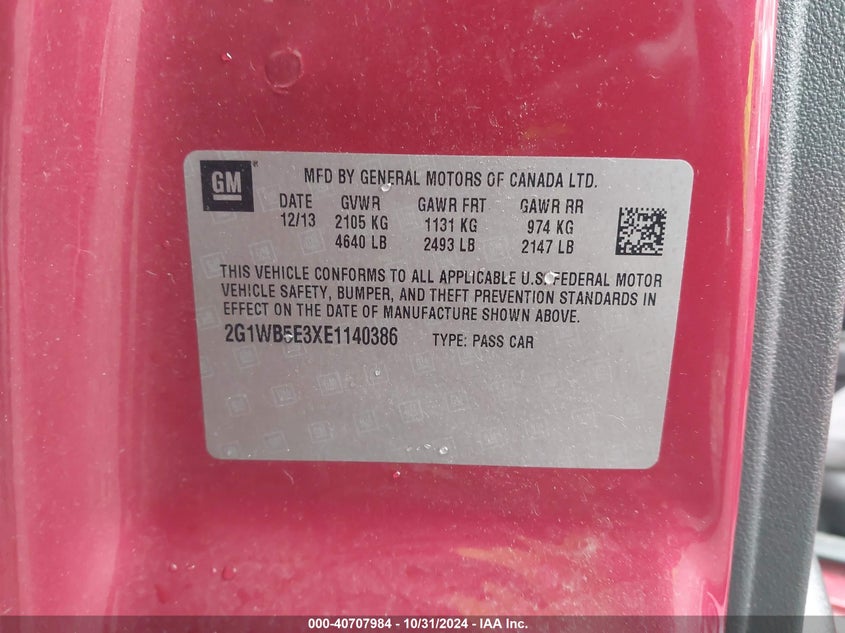 GM
MFD BY GENERAL MOTORS OF CANADA LTD.
DATE GVWR GAWR FRT GAWR RR
12/13 2105 KG 1131 KG 974 KG
4640 LB 2493 LB 2147 LB
THIS VEHICLE CONFORMS TO ALL APPLICABLE U.S. FEDERAL MOTOR
VEHICLE SAFETY, BUMPER, AND THEFT PREVENTION STANDARDS IN
EFFECT ON THE DATE OF MANUFACTURE SHOWN ABOVE.
2G1WB5E3XE1140386 TYPE: PASS CAR
000-40707984 - 10/31/2024 - IAA Inc.